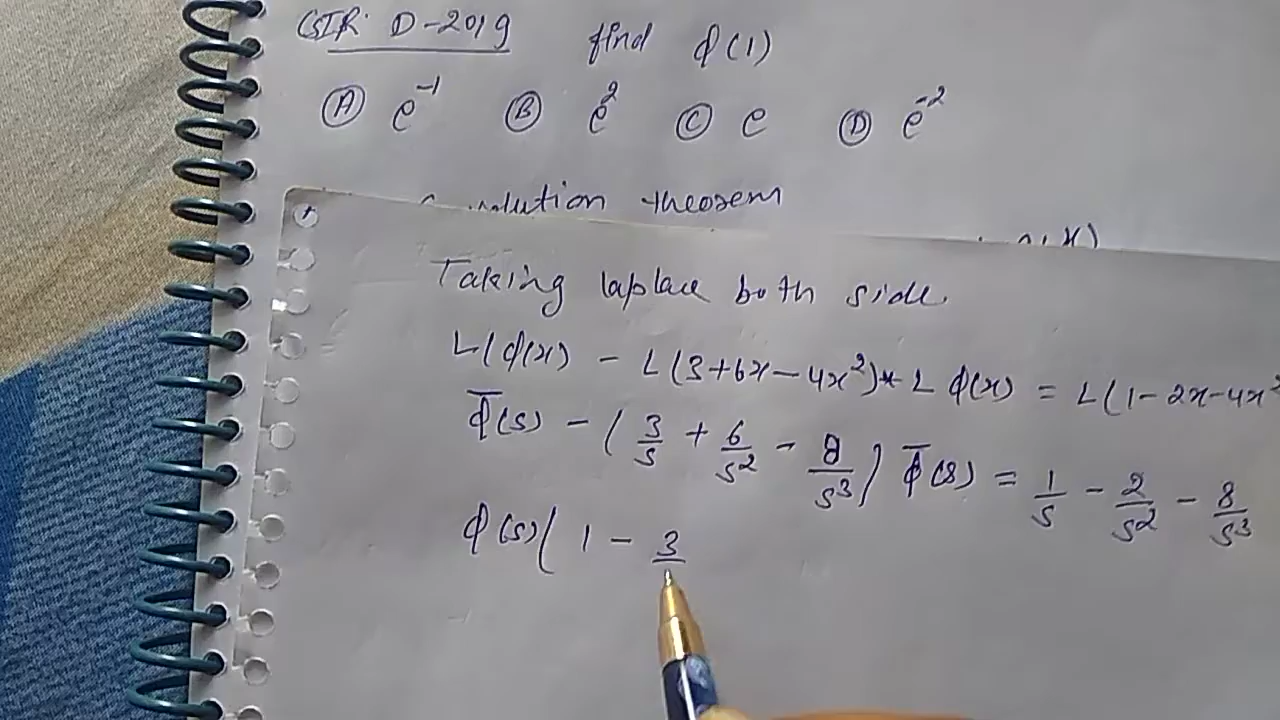 CSIR D-2019 find φ(1)
Ⓐ e⁻¹ Ⓑ e² Ⓒ e Ⓓ e⁻²
theorem
Taking laplace both side
L(φ(x) - L(3+6x-4x²)* L φ(x) = L(1-2x-4x²
φ̅(s) - (3/s + 6/s² - 8/s³) φ̅(s) = 1/s - 2/s² - 8/s³
φ(s)( 1 - 3